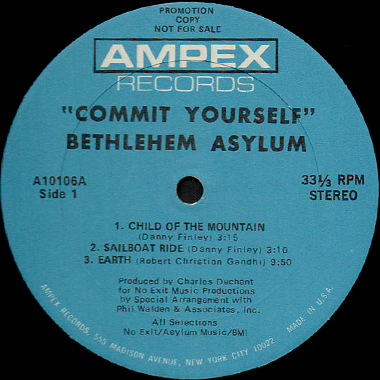 PROMOTION
COPY
NOT FOR SALE
AMPEX
RECORDS
"COMMIT YOURSELF"
BETHLEHEM ASYLUM
A10106A
Side 1
33⅓ RPM
STEREO
1. CHILD OF THE MOUNTAIN
(Danny Finley) 3:15
2. SAILBOAT RIDE (Danny Finley) 3:10
3. EARTH (Robert Christian Gandhi) 9:50
Produced by Charles Duchant
for No Exit Music Productions
by Special Arrangement with
Phil Walden & Associates, Inc.
All Selections
No Exit/Asylum Music/BMI
AMPEX RECORDS, 555 MADISON AVENUE, NEW YORK CITY 10022
MADE IN U.S.A.